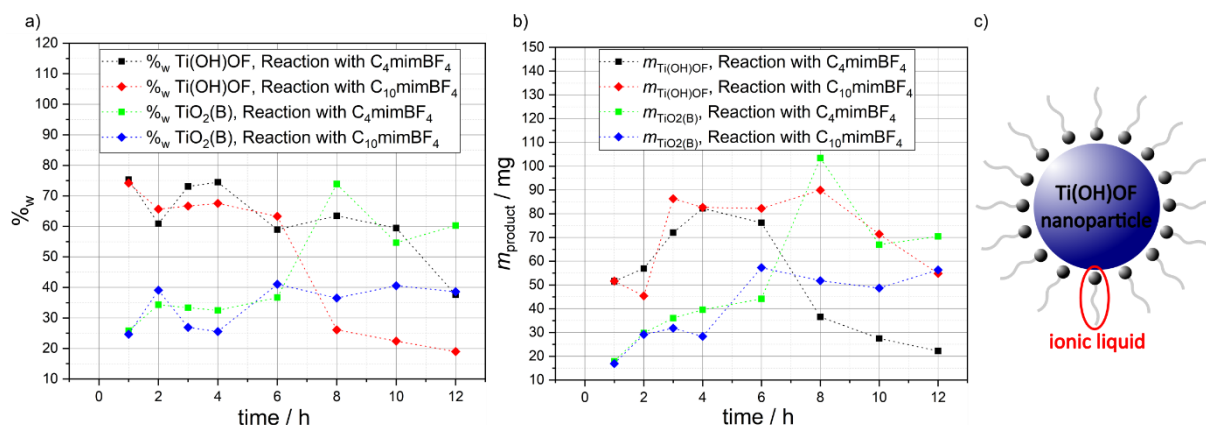 a)
%w
120
110
100
90
80
70
60
50
40
30
20
10
%w Ti(OH)OF, Reaction with C4mimBF4
%w Ti(OH)OF, Reaction with C10mimBF4
%w TiO2(B), Reaction with C4mimBF4
%w TiO2(B), Reaction with C10mimBF4
0 2 4 6 8 10 12
time / h
b)
mproduct / mg
150
140
130
120
110
100
90
80
70
60
50
40
30
20
10
mTi(OH)OF, Reaction with C4mimBF4
mTi(OH)OF, Reaction with C10mimBF4
mTiO2(B), Reaction with C4mimBF4
mTiO2(B), Reaction with C10mimBF4
0 2 4 6 8 10 12
time / h
c)
Ti(OH)OF
nanoparticle
ionic liquid